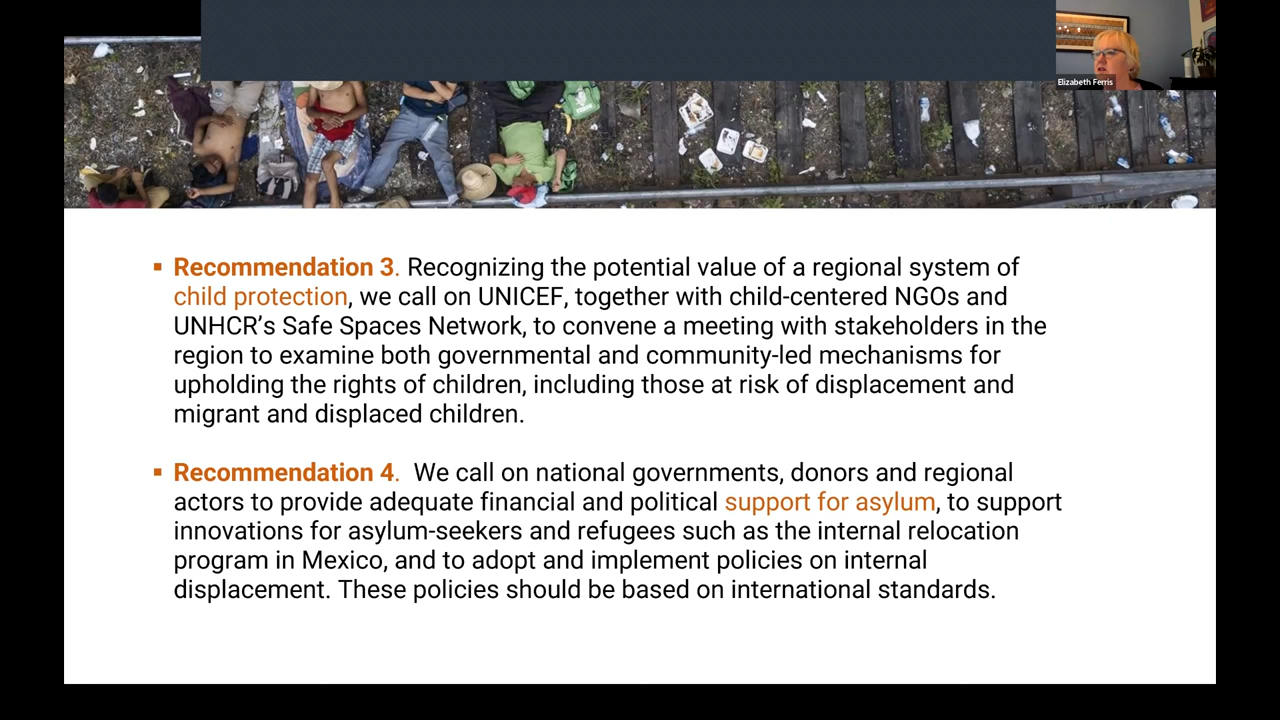 Elizabeth Ferris
▪ Recommendation 3. Recognizing the potential value of a regional system of
child protection, we call on UNICEF, together with child-centered NGOs and
UNHCR’s Safe Spaces Network, to convene a meeting with stakeholders in the
region to examine both governmental and community-led mechanisms for
upholding the rights of children, including those at risk of displacement and
migrant and displaced children.
▪ Recommendation 4.  We call on national governments, donors and regional
actors to provide adequate financial and political support for asylum, to support
innovations for asylum-seekers and refugees such as the internal relocation
program in Mexico, and to adopt and implement policies on internal
displacement. These policies should be based on international standards.